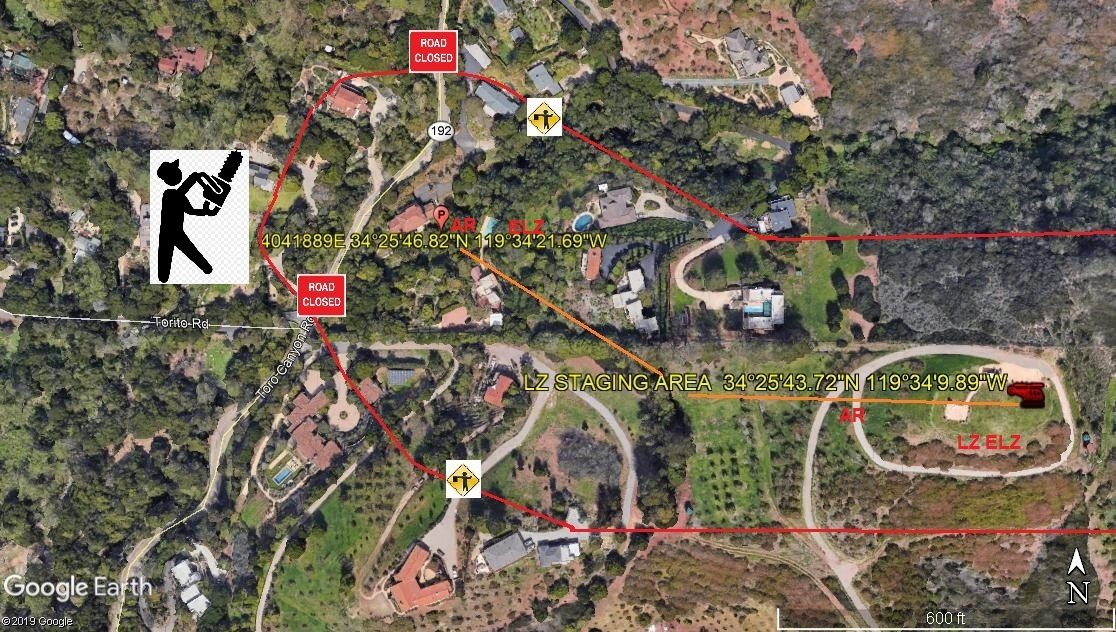 ROAD
CLOSED
192
P
AR ELZ
4041889E 34°25'46.82"N 119°34'21.69"W
ROAD
CLOSED
Torito Rd
Toro Canyon Rd
LZ STAGING AREA 34°25'43.72"N 119°34'9.89"W
AR
LZ ELZ
Google Earth
©2019 Google
N
600 ft